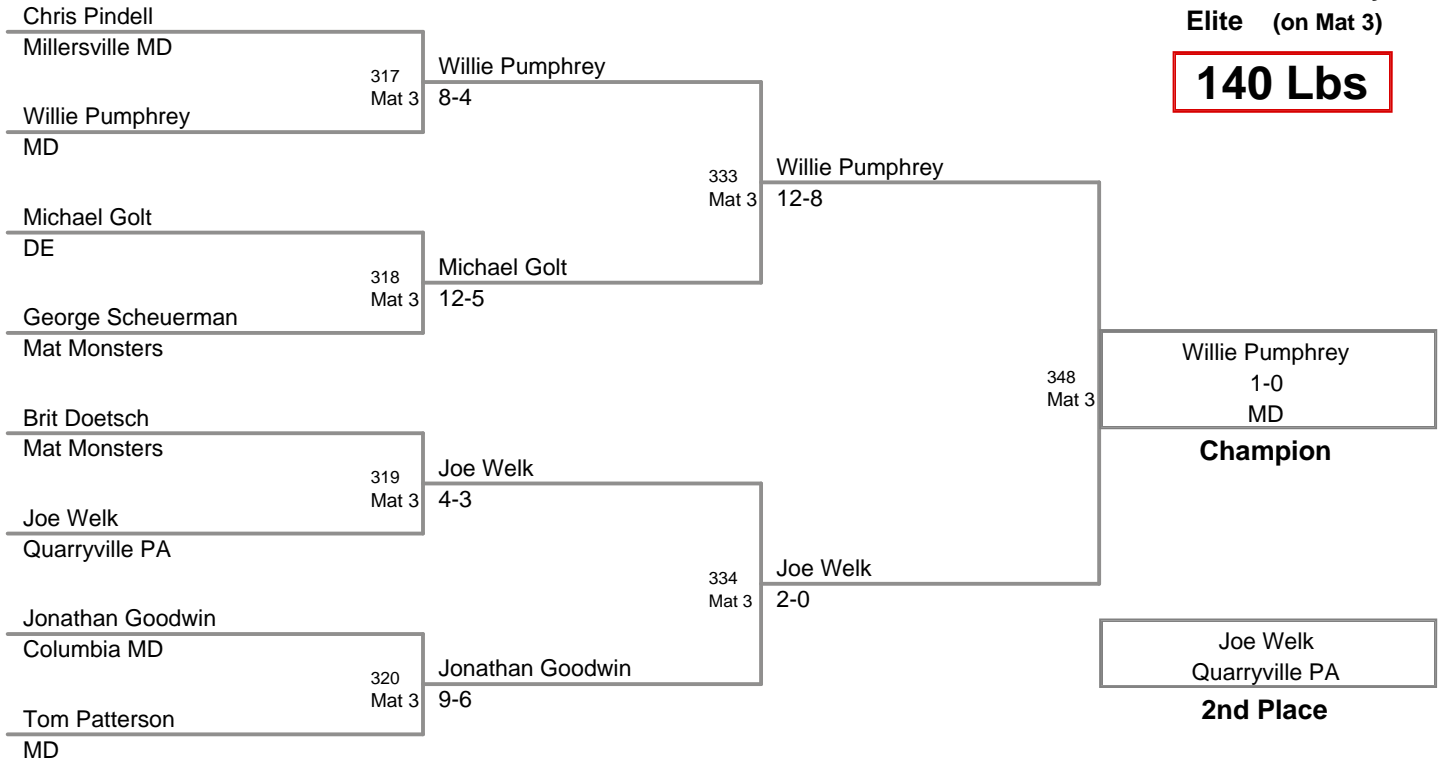 Elite (on Mat 3)
140 Lbs
Chris Pindell
Millersville MD
317
Mat 3
Willie Pumphrey
8-4
Willie Pumphrey
MD
333
Mat 3
Willie Pumphrey
12-8
Michael Golt
DE
318
Mat 3
Michael Golt
12-5
George Scheuerman
Mat Monsters
348
Mat 3
Willie Pumphrey
1-0
MD
Champion
Brit Doetsch
Mat Monsters
319
Mat 3
Joe Welk
4-3
Joe Welk
Quarryville PA
334
Mat 3
Joe Welk
2-0
Jonathan Goodwin
Columbia MD
320
Mat 3
Jonathan Goodwin
9-6
Tom Patterson
MD
Joe Welk
Quarryville PA
2nd Place